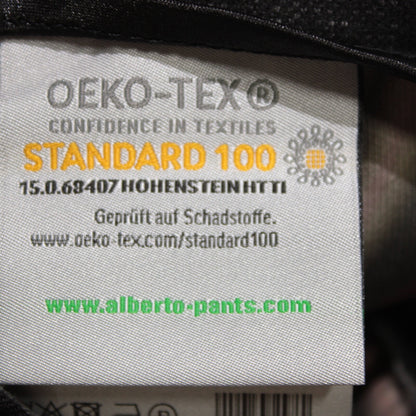 OEKO-TEX®
CONFIDENCE IN TEXTILES
STANDARD 100
15.0.68407 HOHENSTEIN HTTI
Geprüft auf Schadstoffe.
www.oeko-tex.com/standard100
www.alberto-pants.com